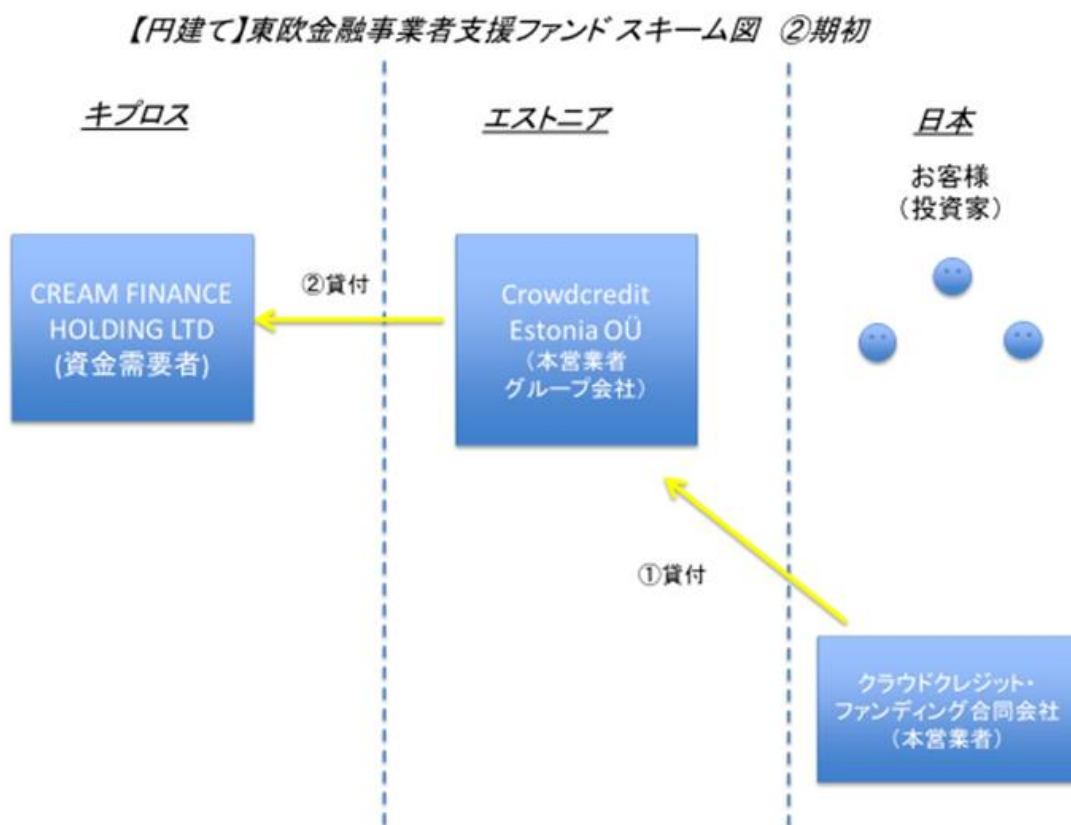 【円建て】東欧金融事業者支援ファンド スキーム図 ②期初
キプロス
エストニア
日本
お客様
（投資家）
CREAM FINANCE
HOLDING LTD
(資金需要者)
②貸付
Crowdcredit
Estonia OÜ
（本営業者
グループ会社）
①貸付
クラウドクレジット・
ファンディング合同会社
（本営業者）